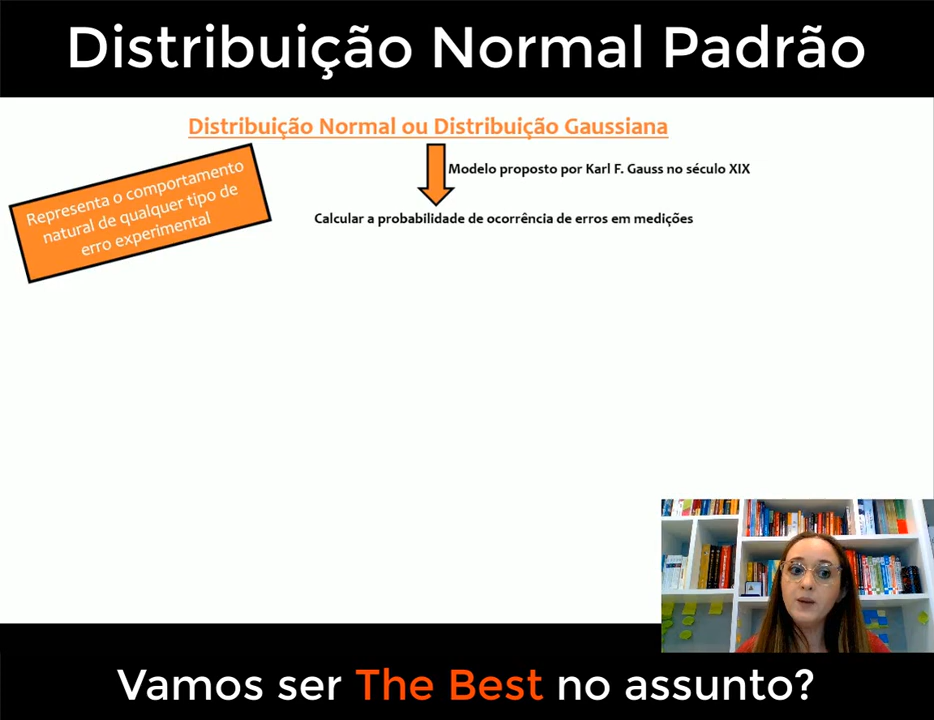 Distribuição Normal Padrão
Distribuição Normal ou Distribuição Gaussiana
Modelo proposto por Karl F. Gauss no século XIX
Representa o comportamento
natural de qualquer tipo de
erro experimental
Calcular a probabilidade de ocorrência de erros em medições
Vamos ser The Best no assunto?